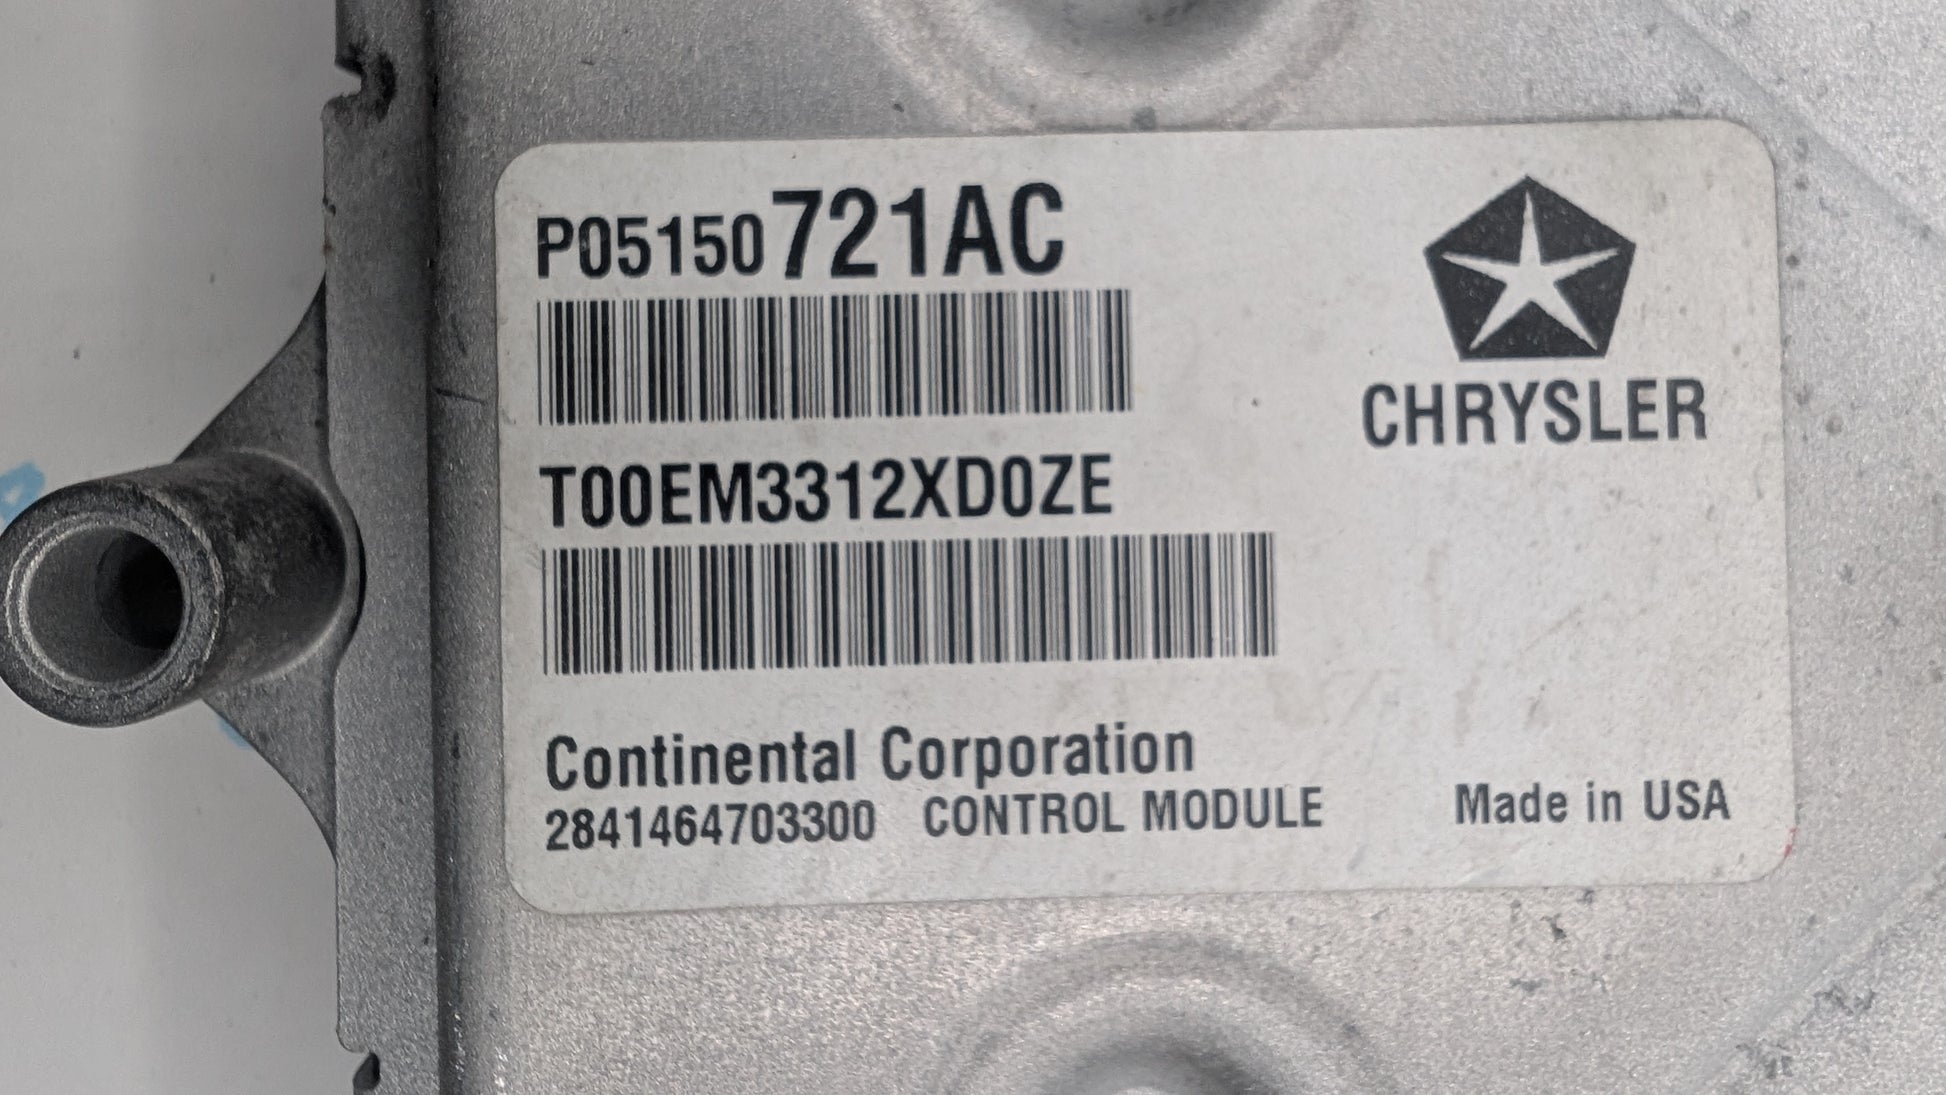 P05150721AC
CHRYSLER
T00EM3312XD0ZE
Continental Corporation
2841464703300 CONTROL MODULE Made in USA